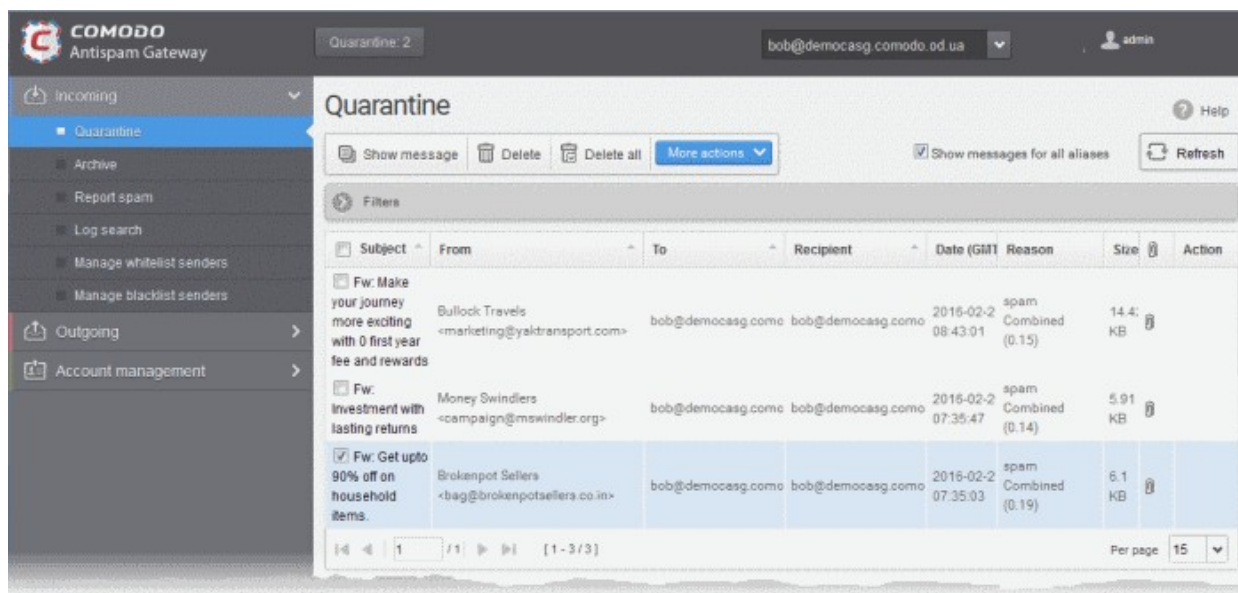 COMODO
Antispam Gateway
Quarantine: 2
bob@democasg.comodo.od.ua
admin
Incoming
Quarantine
Archive
Report spam
Log search
Manage whitelist senders
Manage blacklist senders
Outgoing
Account management
Quarantine
Help
Show message
Delete
Delete all
More actions
Show messages for all aliases
Refresh
Filters
Subject From To Recipient Date (GMT Reason Size Action
Fw: Make
your journey
more exciting
with 0 first year
fee and rewards
Bullock Travels
<marketing@yaktransport.com>
bob@democasg.como
bob@democasg.como
2016-02-2
08:43:01
spam
Combined
(0.15)
14.4
KB
Fw:
Investment with
lasting returns
Money Swindlers
<campaign@mswindler.org>
bob@democasg.como
bob@democasg.como
2016-02-2
07:35:47
spam
Combined
(0.14)
5.91
KB
Fw: Get upto
90% off on
household
items.
Brokenpot Sellers
<bag@brokenpotsellers.co.in>
bob@democasg.como
bob@democasg.como
2016-02-2
07:35:03
spam
Combined
(0.19)
6.1
KB
1 / 1 [1 - 3 / 3]
Per page 15